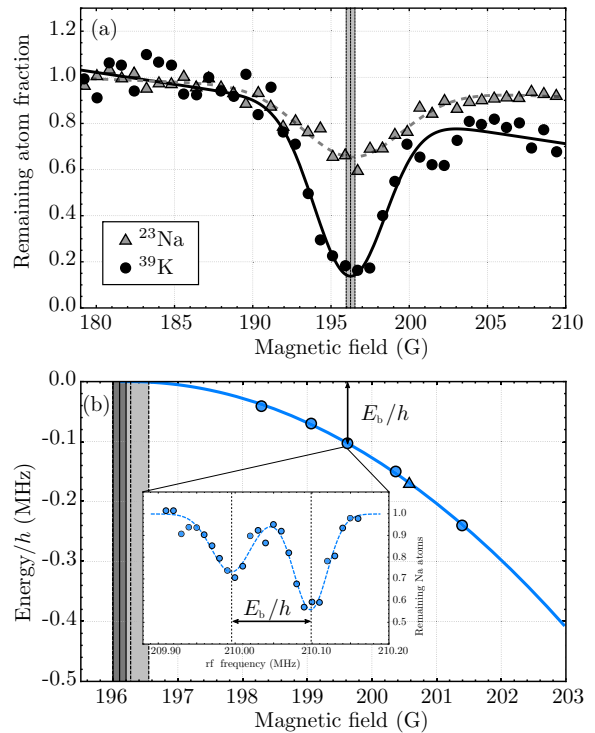 (a)
Remaining atom fraction
1.2
1.0
0.8
0.6
0.4
0.2
0.0
²³Na
³⁹K
180 185 190 195 200 205 210
Magnetic field (G)
(b)
Energy/h (MHz)
0.0
-0.1
-0.2
-0.3
-0.4
-0.5
E_b/h
1.0
0.9
0.8
0.7
0.6
0.5
Remaining Na atoms
E_b/h
209.90 210.00 210.10 210.20
rf frequency (MHz)
196 197 198 199 200 201 202 203
Magnetic field (G)